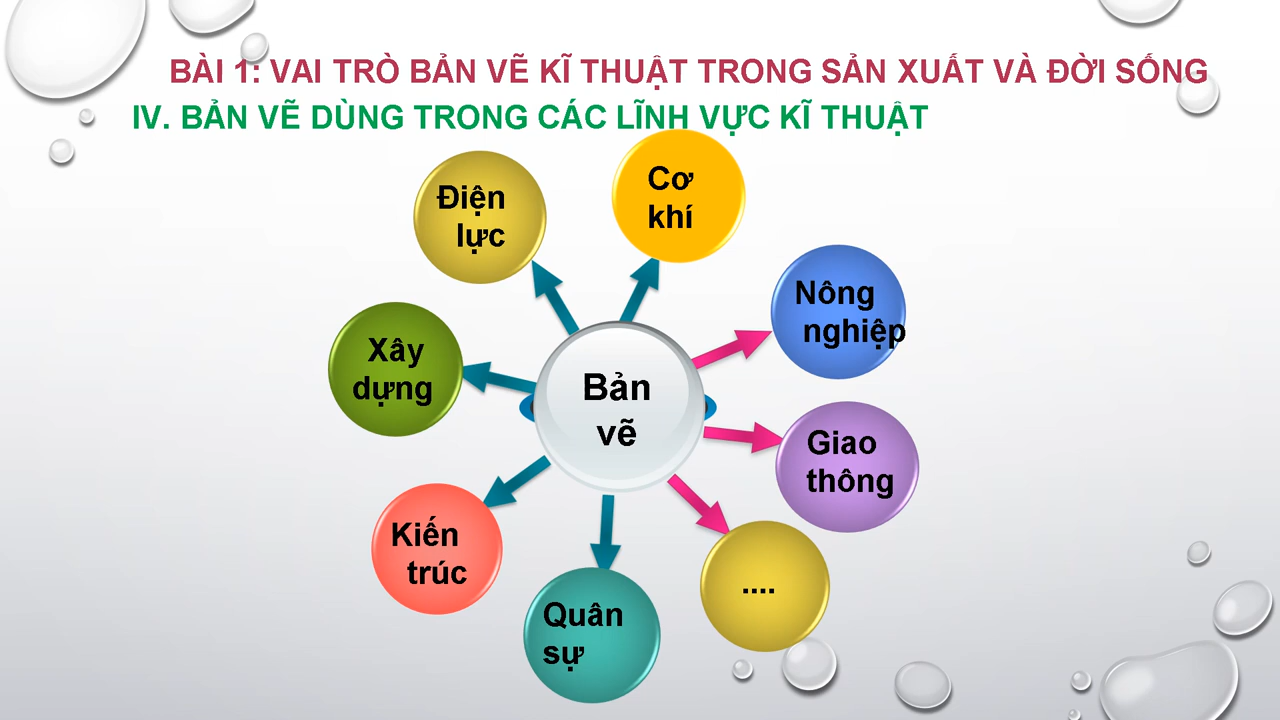 BÀI 1: VAI TRÒ BẢN VẼ KĨ THUẬT TRONG SẢN XUẤT VÀ ĐỜI SỐNG
IV. BẢN VẼ DÙNG TRONG CÁC LĨNH VỰC KĨ THUẬT
Điện
lực
Cơ
khí
Nông
nghiệp
Xây
dựng
Bản
vẽ
Giao
thông
Kiến
trúc
Quân
sự
....